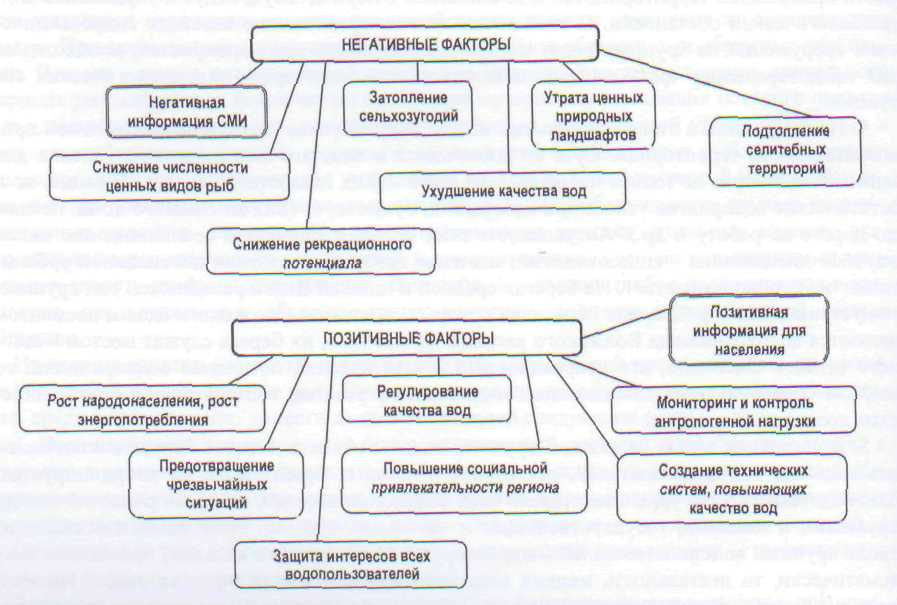 НЕГАТИВНЫЕ ФАКТОРЫ
Негативная
информация СМИ
Затопление
сельхозугодий
Утрата ценных
природных
ландшафтов
Подтопление
селитебных
территорий
Снижение численности
ценных видов рыб
Ухудшение качества вод
Снижение рекреационного
потенциала
ПОЗИТИВНЫЕ ФАКТОРЫ
Позитивная
информация для
населения
Рост народонаселения, рост
энергопотребления
Регулирование
качества вод
Мониторинг и контроль
антропогенной нагрузки
Предотвращение
чрезвычайных
ситуаций
Повышение социальной
привлекательности региона
Создание технических
систем, повышающих
качество вод
Защита интересов всех
водопользователей